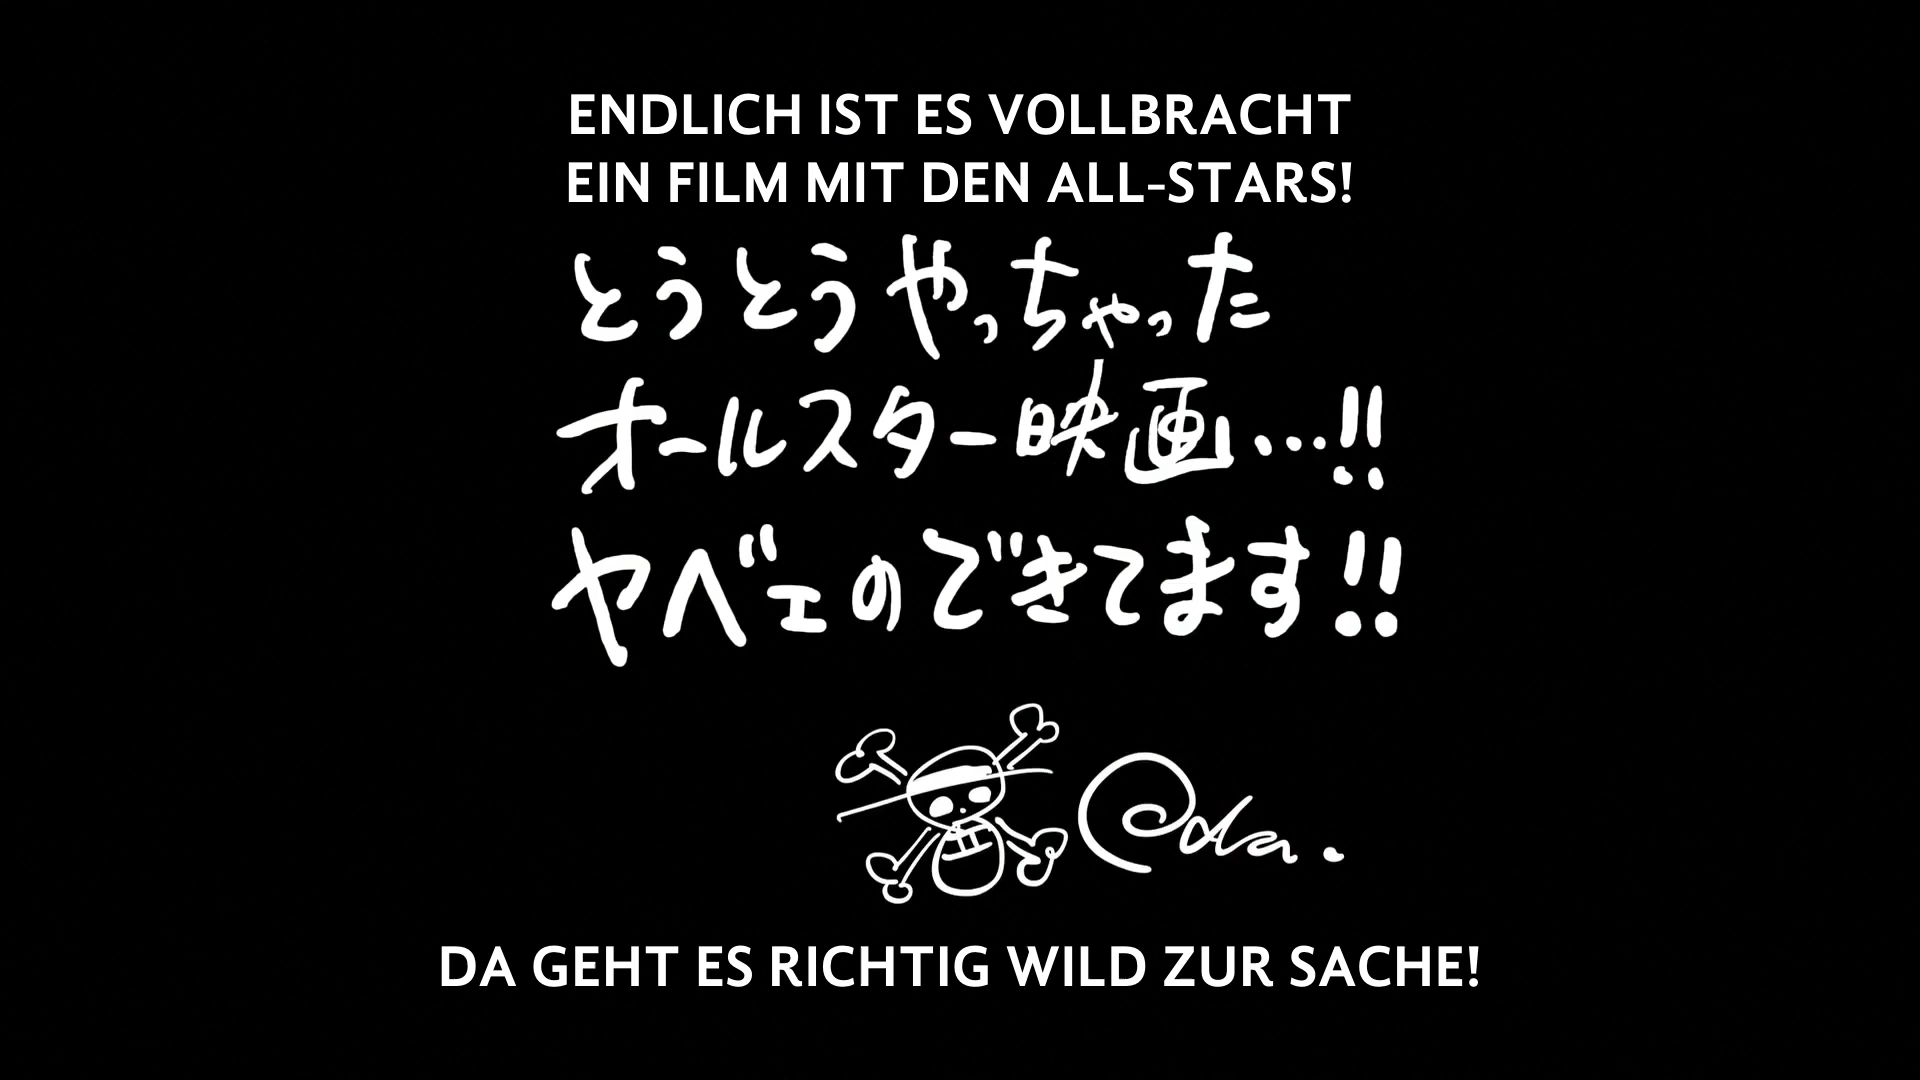 ENDLICH IST ES VOLLBRACHT
EIN FILM MIT DEN ALL-STARS!
とうとうやっちゃった
オールスター映画…!!
ヤベェのできてます!!
Oda.
DA GEHT ES RICHTIG WILD ZUR SACHE!